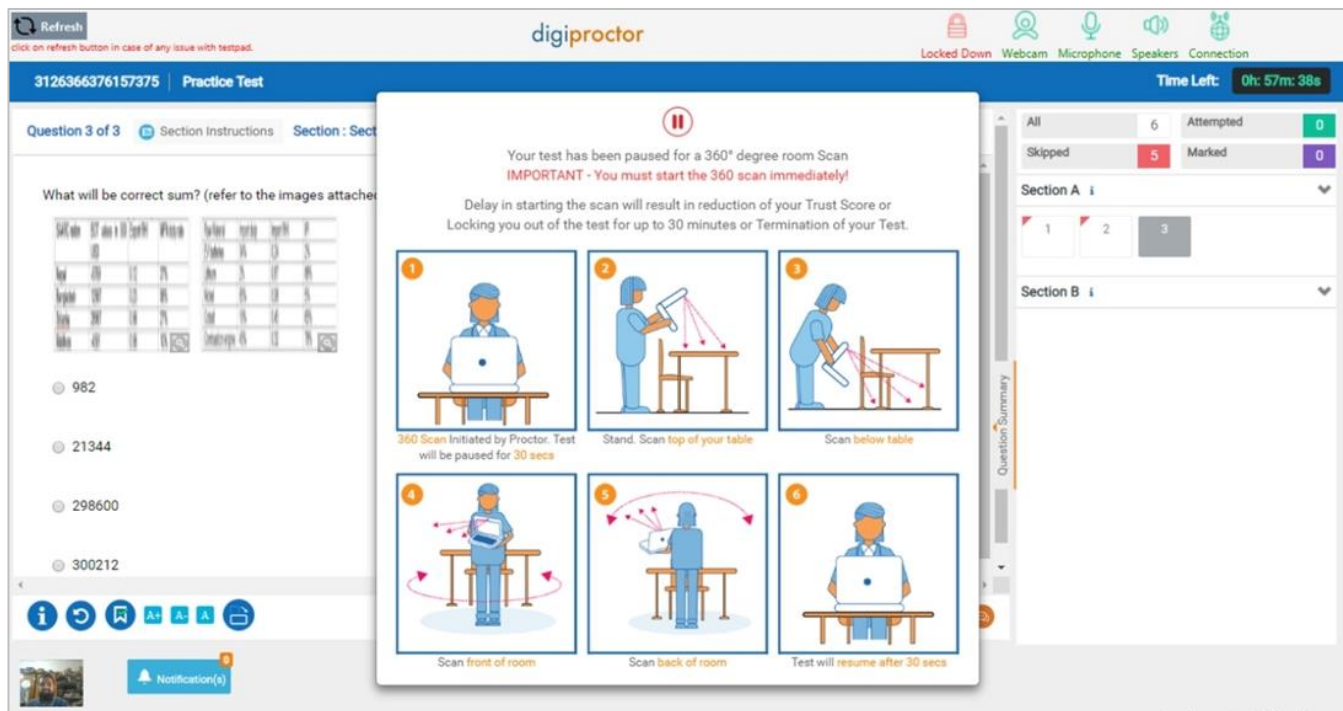 Refresh
click on refresh button in case of any issue with testpad.
digiproctor
Locked Down Webcam Microphone Speakers Connection
3126366376157375 Practice Test
Time Left: 0h: 57m: 38s
Question 3 of 3 Section Instructions Section : Sect
What will be correct sum? (refer to the images attached
982
21344
298600
300212
Your test has been paused for a 360° degree room Scan
IMPORTANT - You must start the 360 scan immediately!
Delay in starting the scan will result in reduction of your Trust Score or
Locking you out of the test for up to 30 minutes or Termination of your Test.
1
360 Scan Initiated by Proctor. Test
will be paused for 30 secs
2
Stand. Scan top of your table
3
Scan below table
4
Scan front of room
5
Scan back of room
6
Test will resume after 30 secs
Question Summary
All 6 Attempted 0
Skipped 5 Marked 0
Section A i
1 2 3
Section B i
i A+ A- A
0
Notification(s)